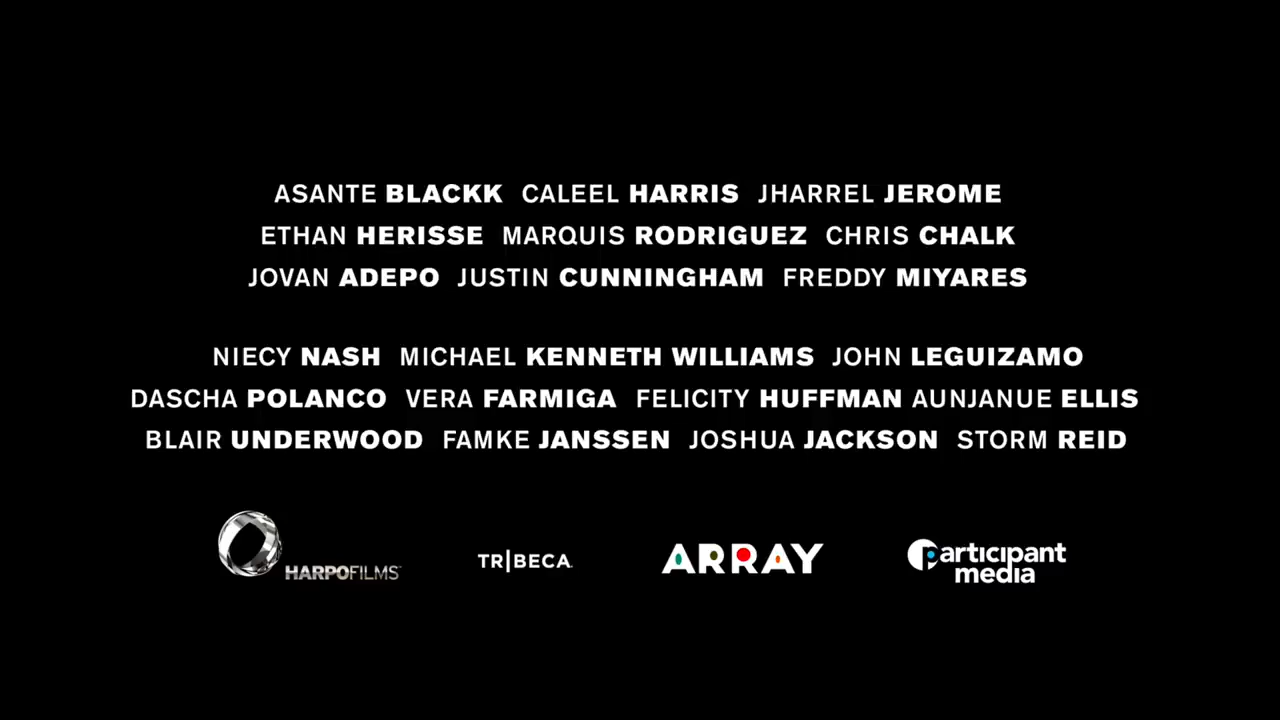 ASANTE BLACKK CALEEL HARRIS JHARREL JEROME
ETHAN HERISSE MARQUIS RODRIGUEZ CHRIS CHALK
JOVAN ADEPO JUSTIN CUNNINGHAM FREDDY MIYARES
NIECY NASH MICHAEL KENNETH WILLIAMS JOHN LEGUIZAMO
DASCHA POLANCO VERA FARMIGA FELICITY HUFFMAN AUNJANUE ELLIS
BLAIR UNDERWOOD FAMKE JANSSEN JOSHUA JACKSON STORM REID
HARPOFILMS
TR|BECA
ARRAY
participant
media